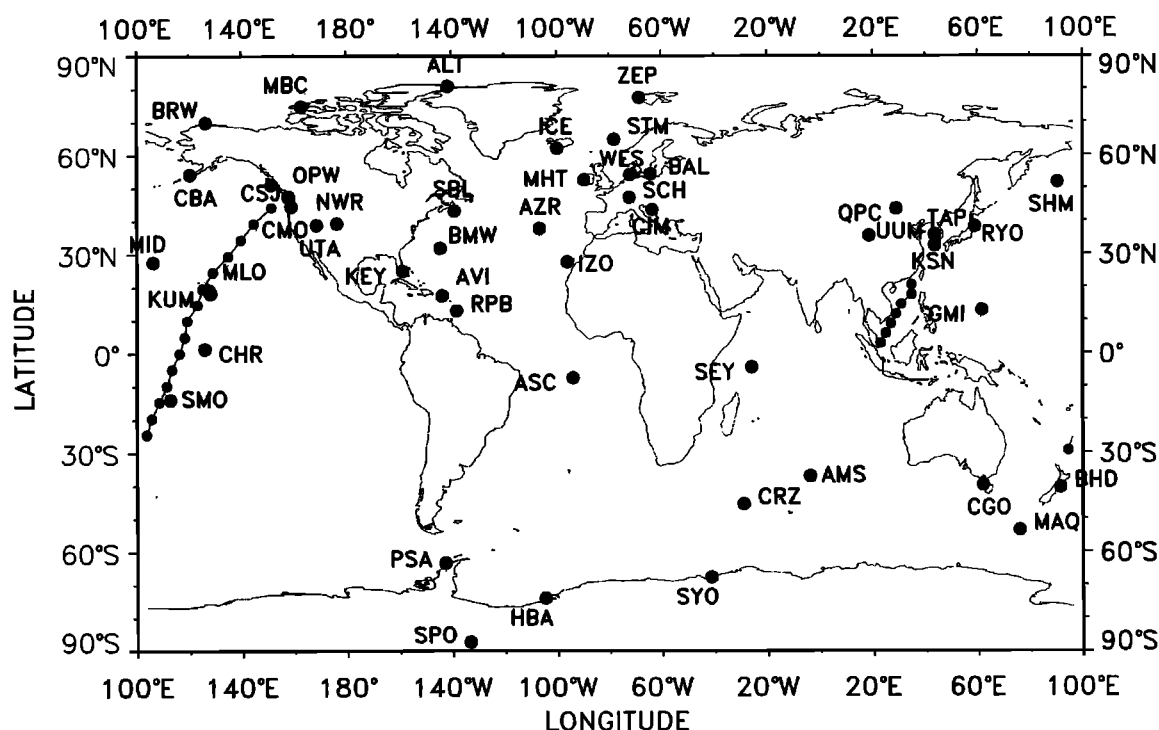 100°E 140°E 180° 140°W 100°W 60°W 20°W 20°E 60°E 100°E
90°N 90°N
ALT
ZEP
MBC
BRW
ICE STM
60°N 60°N
WES BAL
OPW
MHT
CBA CSJ SBL SCH
NWR AZR QPC TAP SHM
CMO CIM UUM RYO
UTA BMW
MID KSN
30°N 30°N
MLO KEY IZO
AVI
KUM RPB GMI
0° CHR 0°
SEY
ASC
SMO
LATITUDE
30°S 30°S
AMS BHD
CRZ CGO
MAQ
PSA
60°S 60°S
SYO
HBA
SPO
90°S 90°S
100°E 140°E 180° 140°W 100°W 60°W 20°W 20°E 60°E 100°E
LONGITUDE